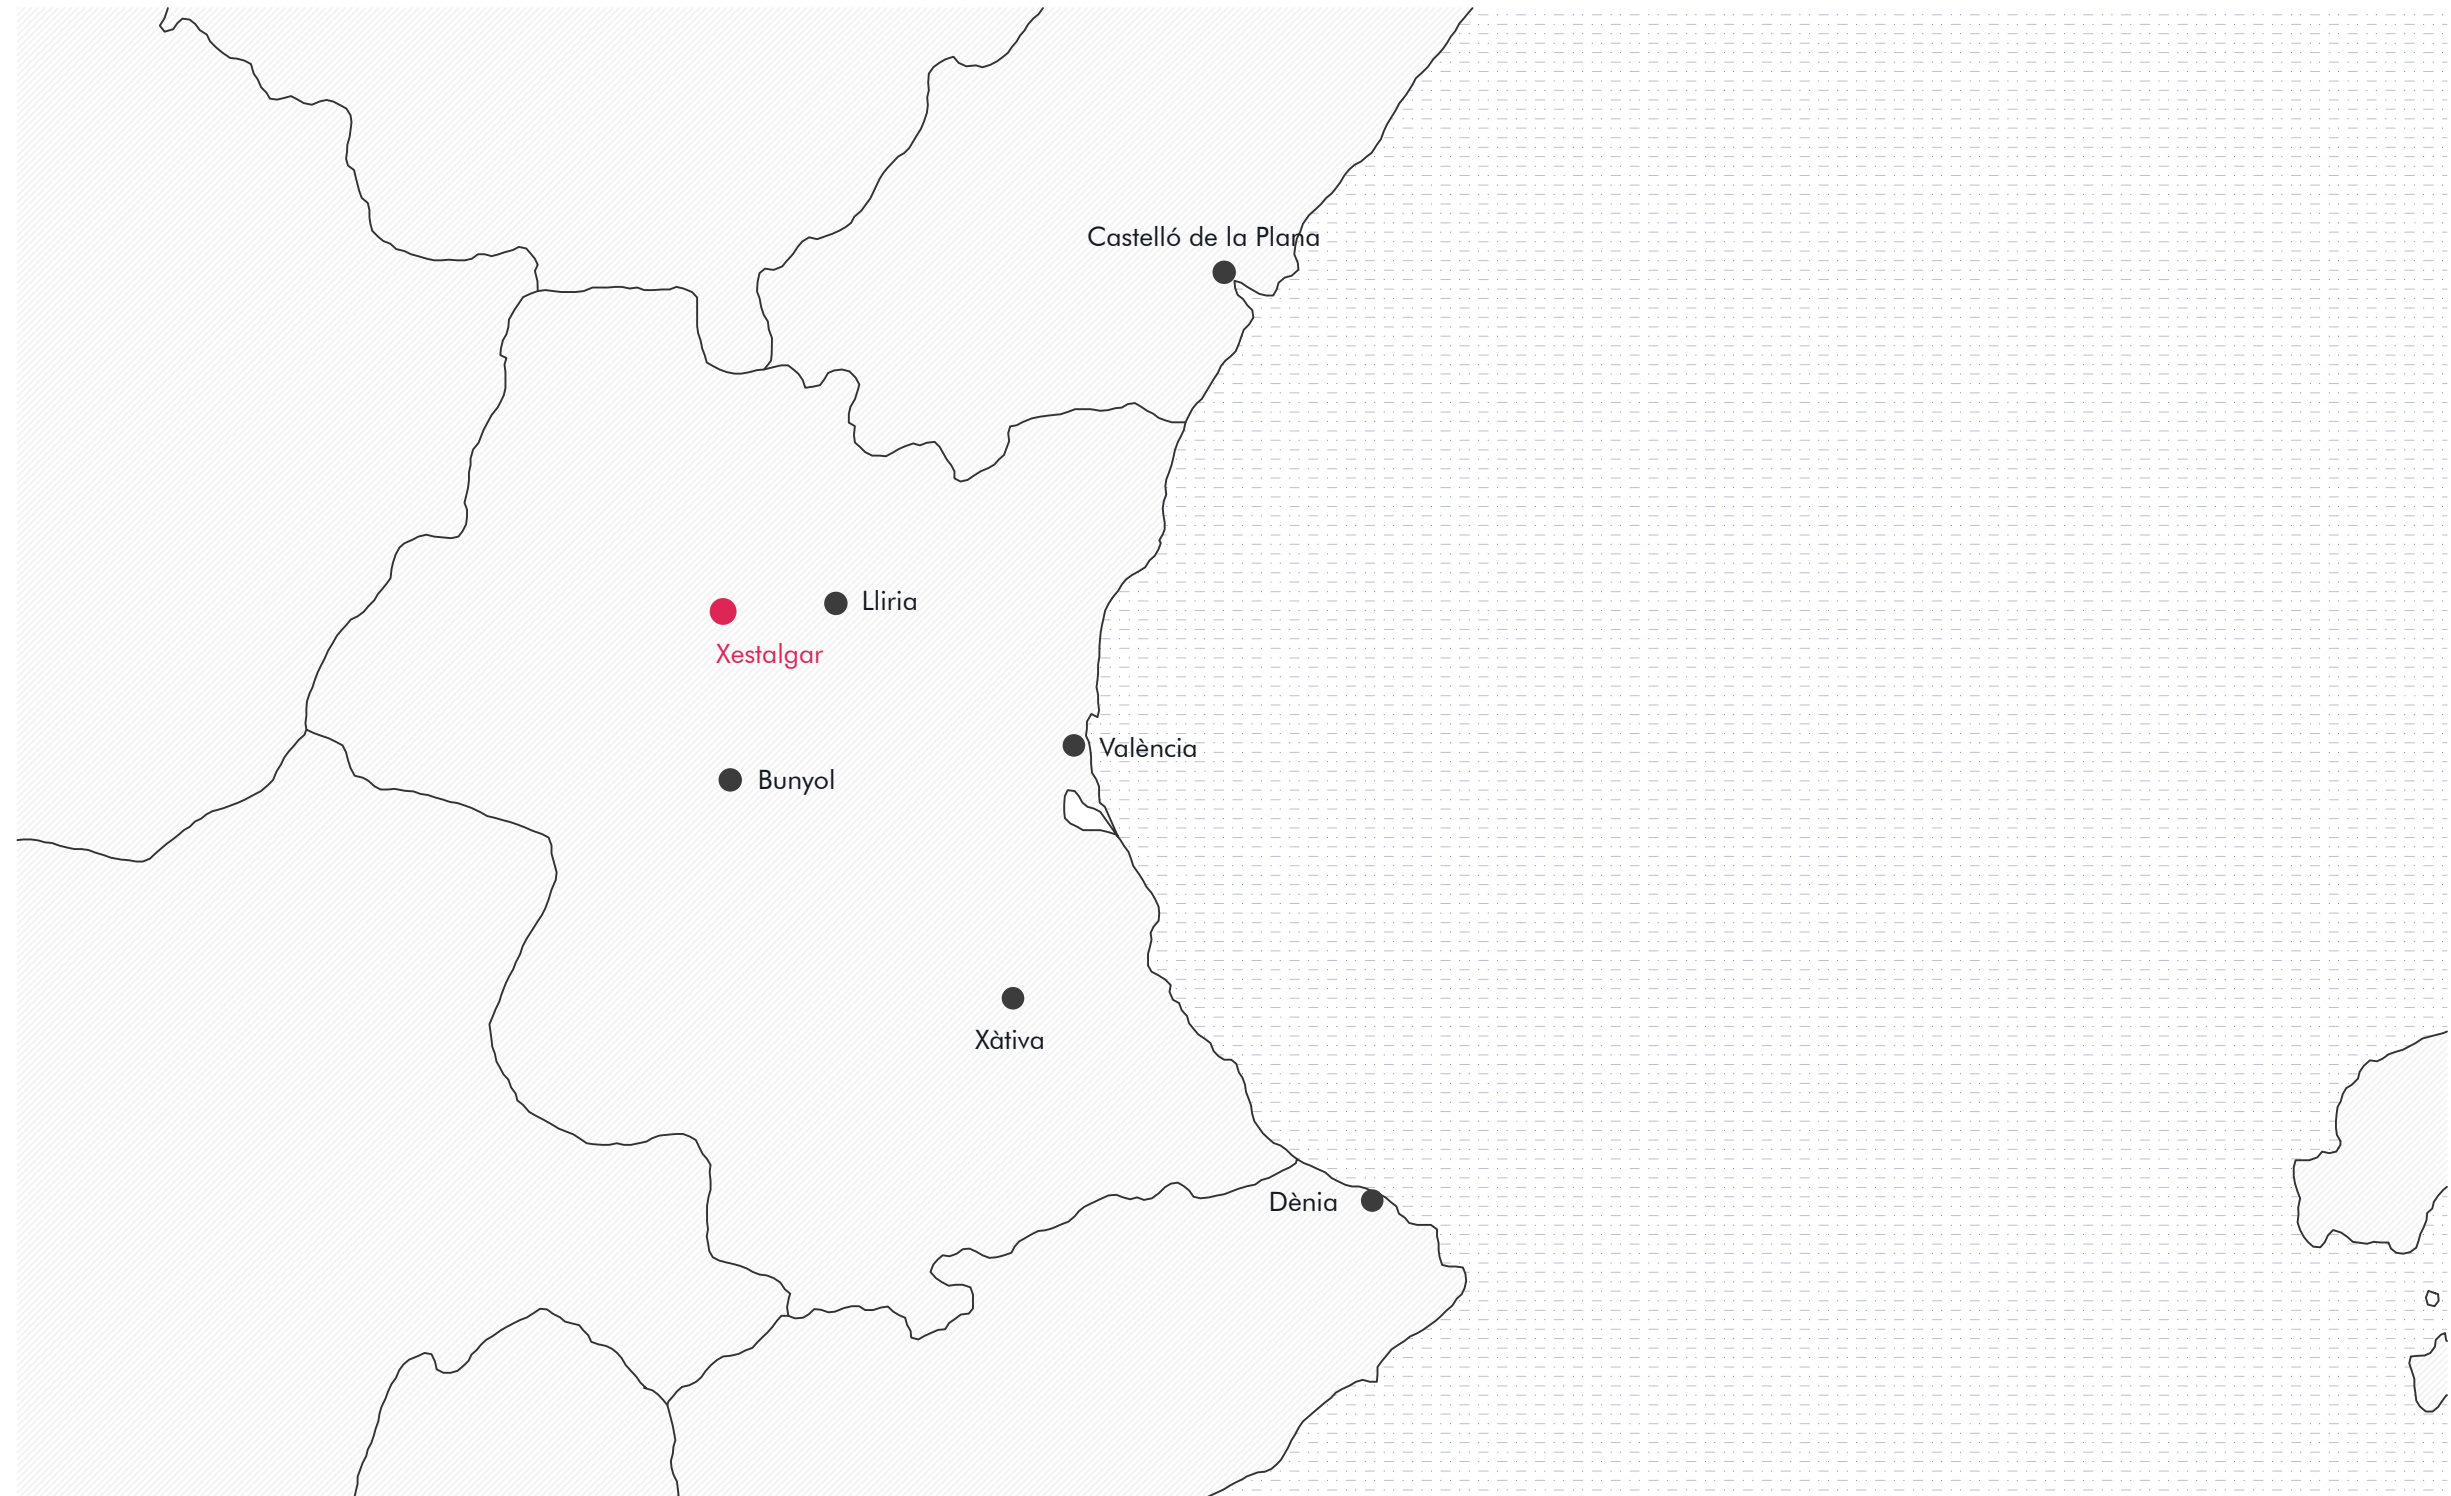 Castelló de la Plana
Lliria
Xestalgar
València
Bunyol
Xàtiva
Dènia